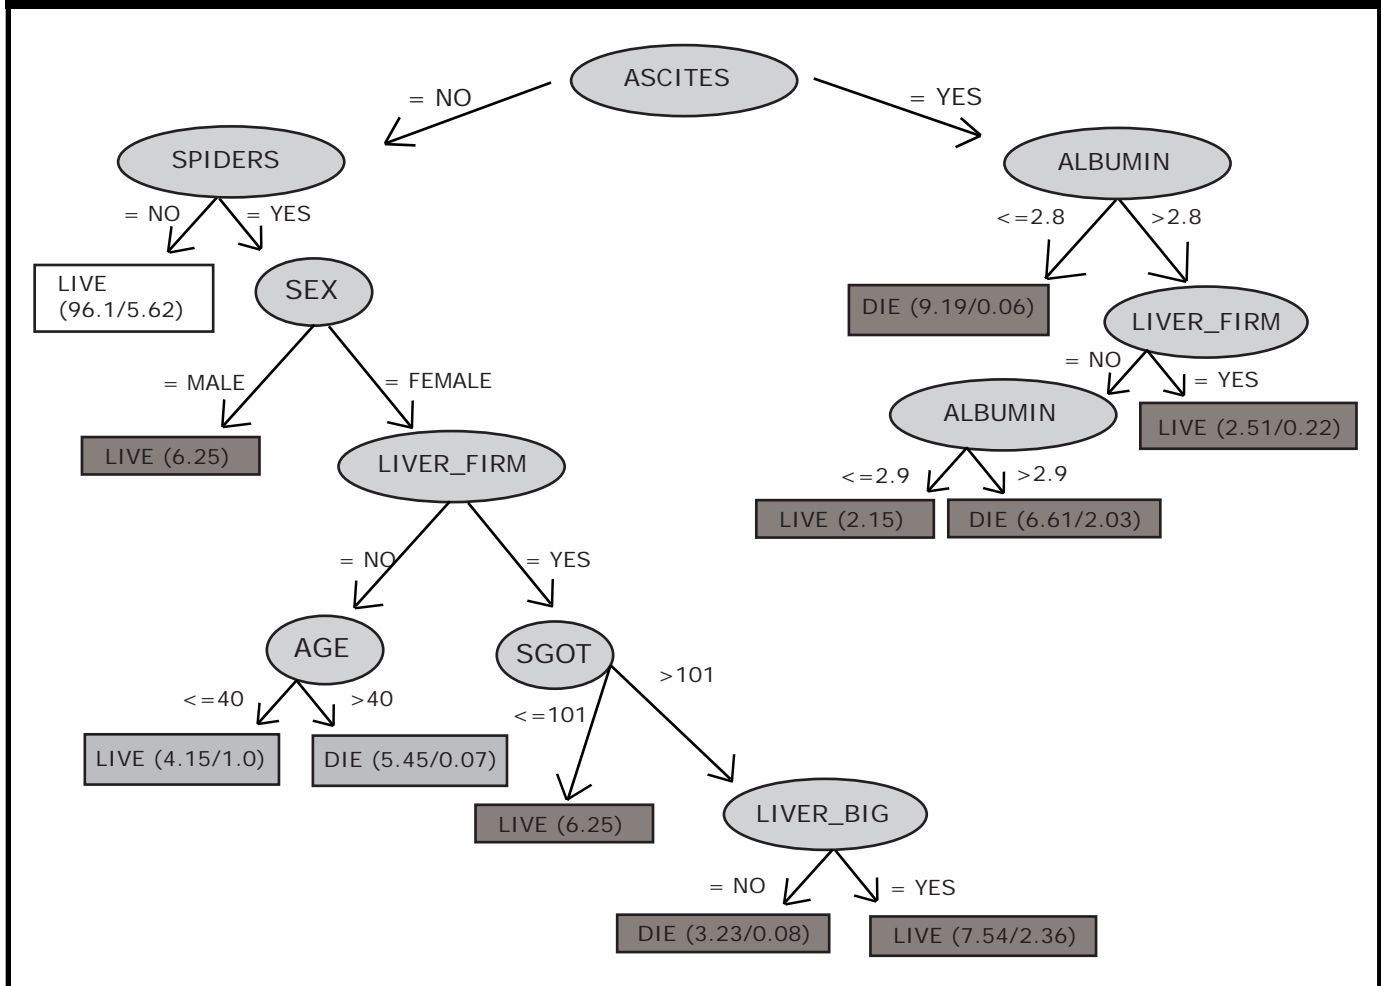 ASCITES
= NO
= YES
SPIDERS
ALBUMIN
= NO
= YES
<=2.8
>2.8
LIVE
(96.1/5.62)
SEX
DIE (9.19/0.06)
LIVER_FIRM
= NO
= YES
= MALE
= FEMALE
ALBUMIN
LIVE (2.51/0.22)
LIVE (6.25)
LIVER_FIRM
<=2.9
>2.9
LIVE (2.15)
DIE (6.61/2.03)
= NO
= YES
AGE
SGOT
<=40
>40
<=101
>101
LIVE (4.15/1.0)
DIE (5.45/0.07)
LIVE (6.25)
LIVER_BIG
= NO
= YES
DIE (3.23/0.08)
LIVE (7.54/2.36)